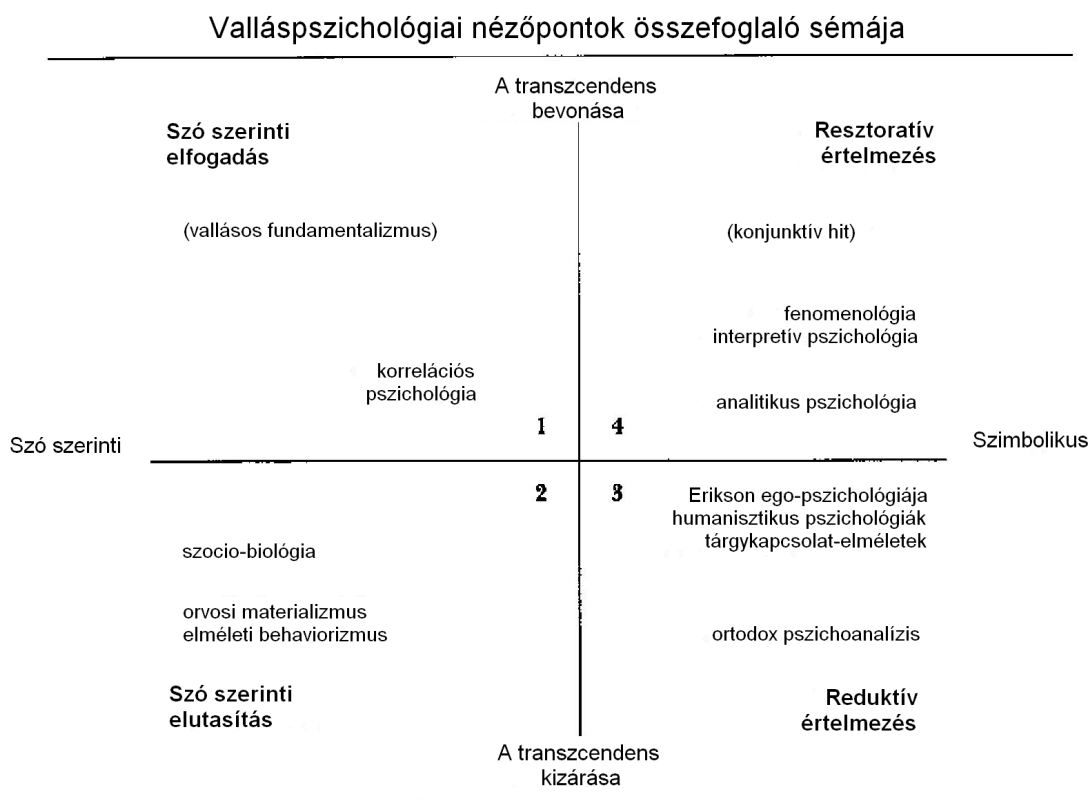 Valláspszichológiai nézőpontok összefoglaló sémája
A transzcendens
bevonása
Szó szerinti
elfogadás
Resztoratív
értelmezés
(vallásos fundamentalizmus)
(konjunktív hit)
fenomenológia
interpretív pszichológia
korrelációs
pszichológia
analitikus pszichológia
1
4
Szó szerinti
Szimbolikus
2
3
Erikson ego-pszichológiája
humanisztikus pszichológiák
tárgykapcsolat-elméletek
szocio-biológia
orvosi materializmus
elméleti behaviorizmus
ortodox pszichoanalízis
Szó szerinti
elutasítás
Reduktív
értelmezés
A transzcendens
kizárása